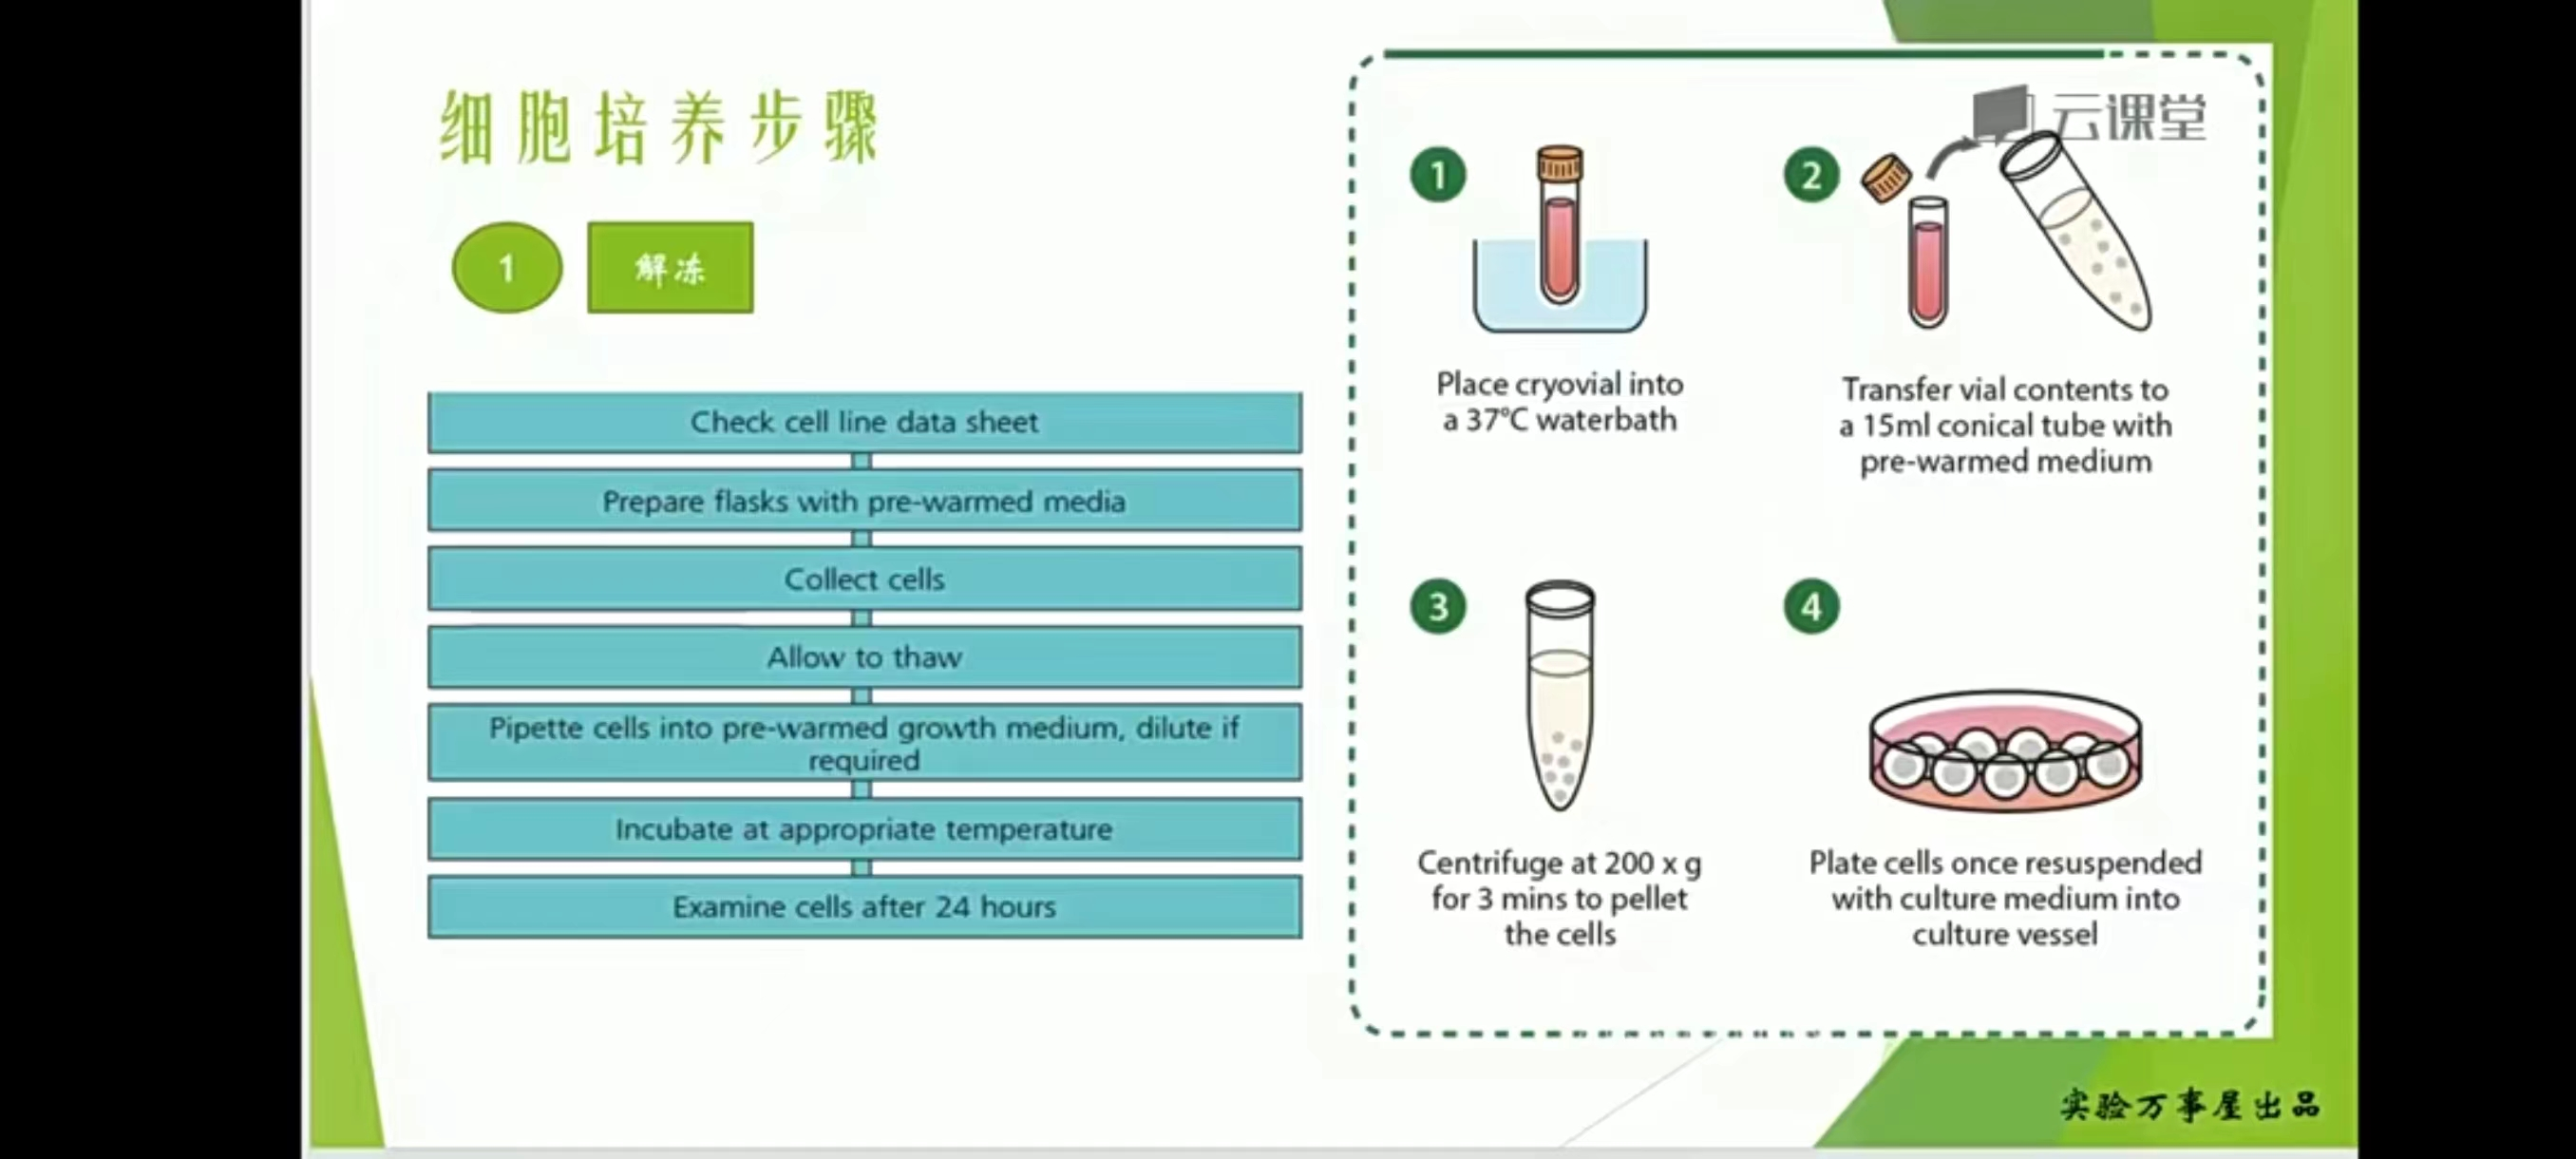 细胞培养步骤
1
解冻
Check cell line data sheet
Prepare flasks with pre-warmed media
Collect cells
Allow to thaw
Pipette cells into pre-warmed growth medium, dilute if
required
Incubate at appropriate temperature
Examine cells after 24 hours
云课堂
1
Place cryovial into
a 37°C waterbath
2
Transfer vial contents to
a 15ml conical tube with
pre-warmed medium
3
Centrifuge at 200 x g
for 3 mins to pellet
the cells
4
Plate cells once resuspended
with culture medium into
culture vessel
实验万事屋出品